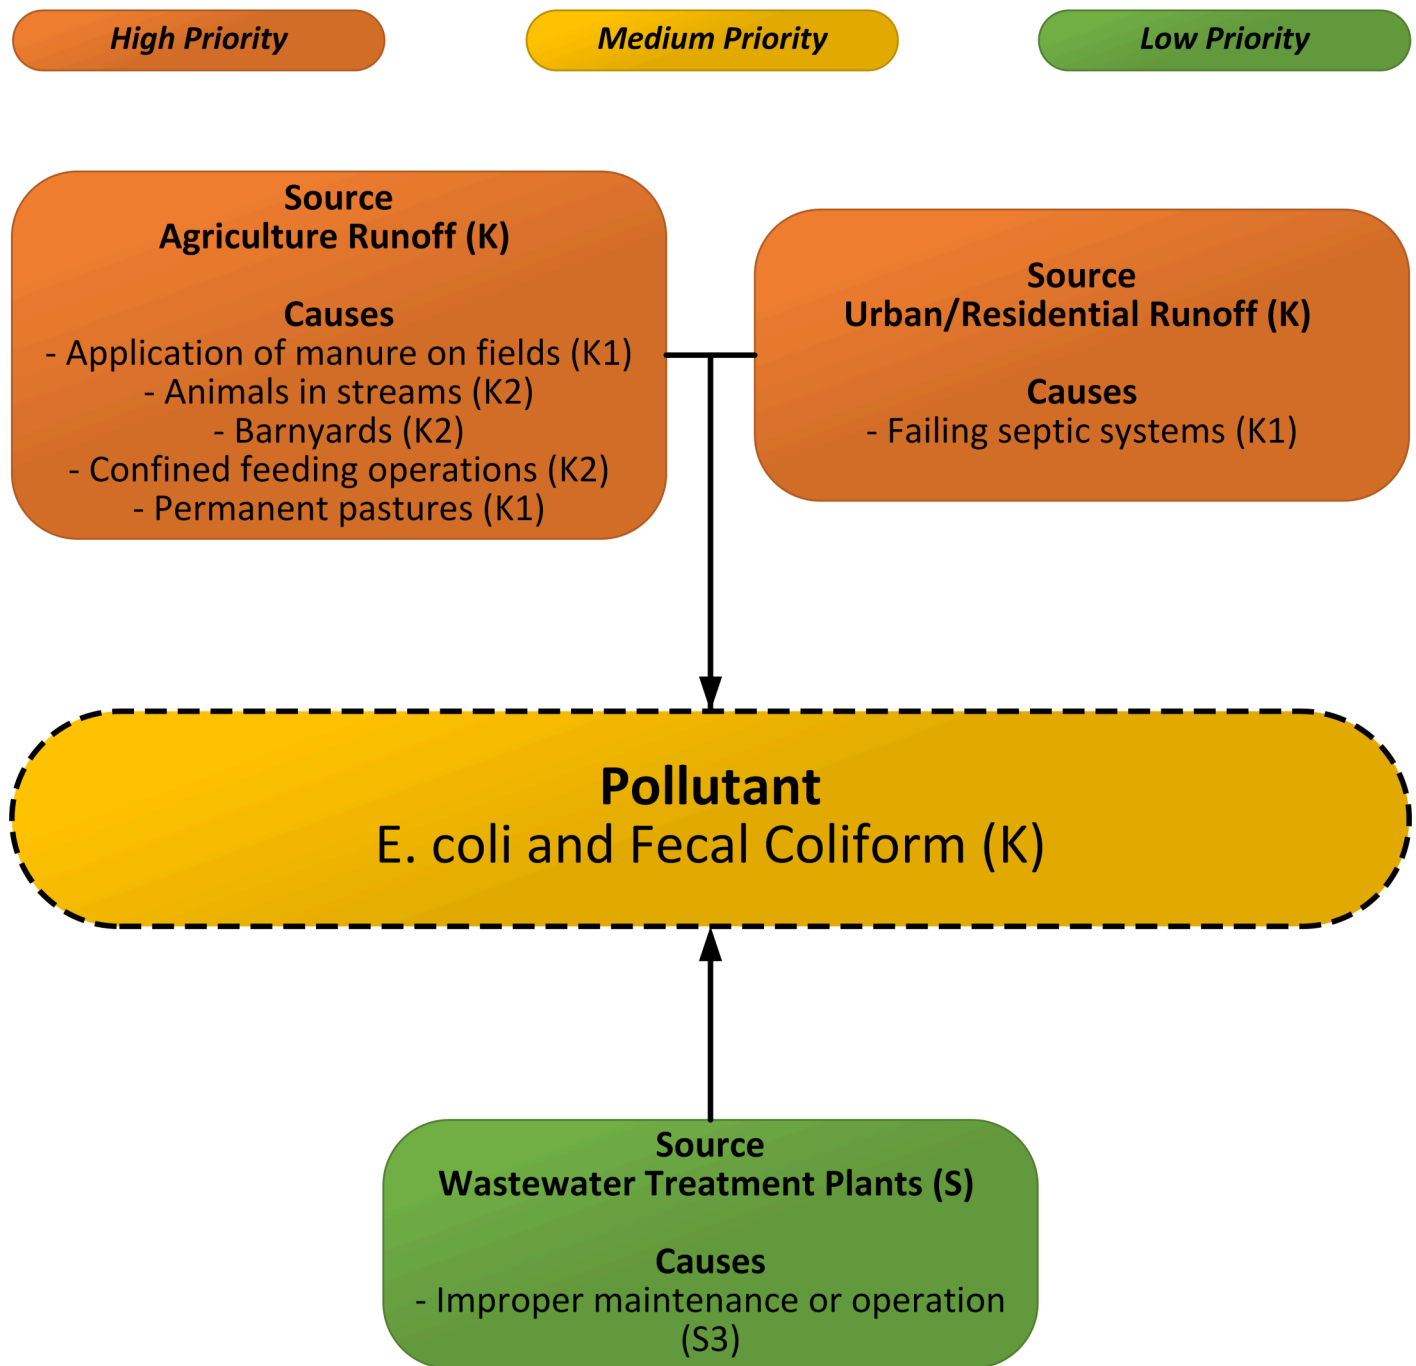 High Priority
Medium Priority
Low Priority
Source
Agriculture Runoff (K)
Causes
- Application of manure on fields (K1)
- Animals in streams (K2)
- Barnyards (K2)
- Confined feeding operations (K2)
- Permanent pastures (K1)
Source
Urban/Residential Runoff (K)
Causes
- Failing septic systems (K1)
Pollutant
E. coli and Fecal Coliform (K)
Source
Wastewater Treatment Plants (S)
Causes
- Improper maintenance or operation
(S3)